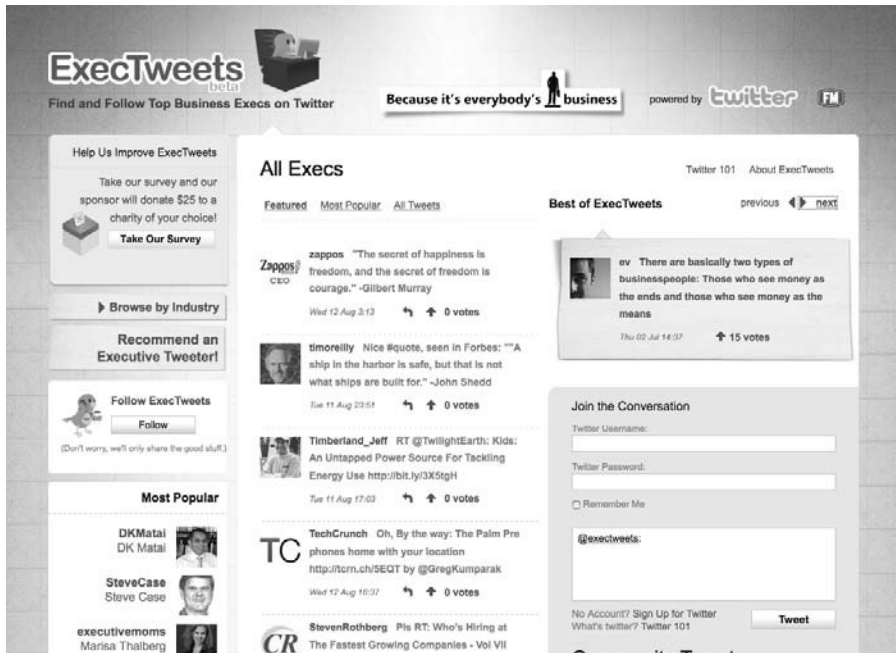 ExecTweets
beta
Find and Follow Top Business Execs on Twitter
Because it's everybody's business
powered by twitter FM
Help Us Improve ExecTweets
Take our survey and our
sponsor will donate $25 to a
charity of your choice!
Take Our Survey
Browse by Industry
Recommend an
Executive Tweeter!
Follow ExecTweets
Follow
(Don't worry, we'll only share the good stuff.)
Most Popular
DKMatai
DK Matai
SteveCase
Steve Case
executivemoms
Marisa Thalberg
All Execs
Twitter 101 About ExecTweets
Featured Most Popular All Tweets
Zappos
CEO
zappos "The secret of happiness is
freedom, and the secret of freedom is
courage." -Gilbert Murray
Wed 12 Aug 3:13 0 votes
timoreilly Nice #quote, seen in Forbes: ""A
ship in the harbor is safe, but that is not
what ships are built for." -John Shedd
Tue 11 Aug 23:51 0 votes
Timberland_Jeff RT @TwilightEarth: Kids:
An Untapped Power Source For Tackling
Energy Use http://bit.ly/3X5tgH
Tue 11 Aug 17:03 0 votes
TC
TechCrunch Oh, By the way: The Palm Pre
phones home with your location
http://tcrn.ch/5EQT by @GregKumparak
Wed 12 Aug 16:37 0 votes
CR
StevenRothberg Pls RT: Who's Hiring at
The Fastest Growing Companies - Vol VII
Best of ExecTweets
previous next
ev There are basically two types of
businesspeople: Those who see money as
the ends and those who see money as the
means
Thu 02 Jul 14:37 15 votes
Join the Conversation
Twitter Username:
Twitter Password:
Remember Me
@exectweets:
No Account? Sign Up for Twitter
What's twitter? Twitter 101
Tweet